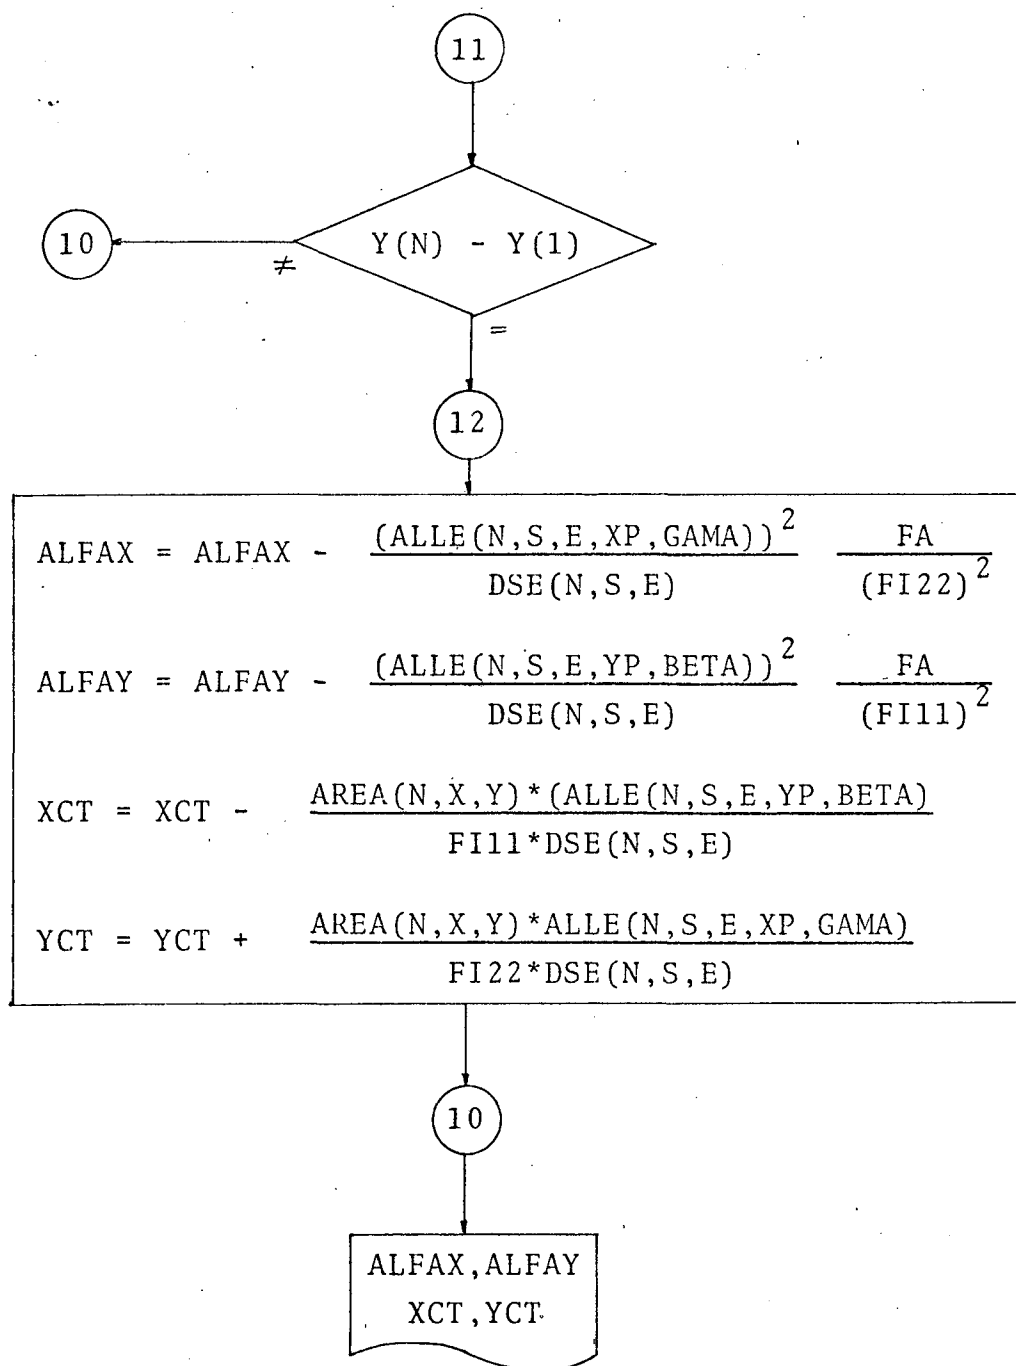 11
10
Y(N) - Y(1)
≠
=
12
ALFAX = ALFAX - (ALLE(N,S,E,XP,GAMA))² / DSE(N,S,E) FA / (FI22)²
ALFAY = ALFAY - (ALLE(N,S,E,YP,BETA))² / DSE(N,S,E) FA / (FI11)²
XCT = XCT - AREA(N,X,Y)*(ALLE(N,S,E,YP,BETA) / FI11*DSE(N,S,E)
YCT = YCT + AREA(N,X,Y)*ALLE(N,S,E,XP,GAMA) / FI22*DSE(N,S,E)
10
ALFAX,ALFAY
XCT,YCT